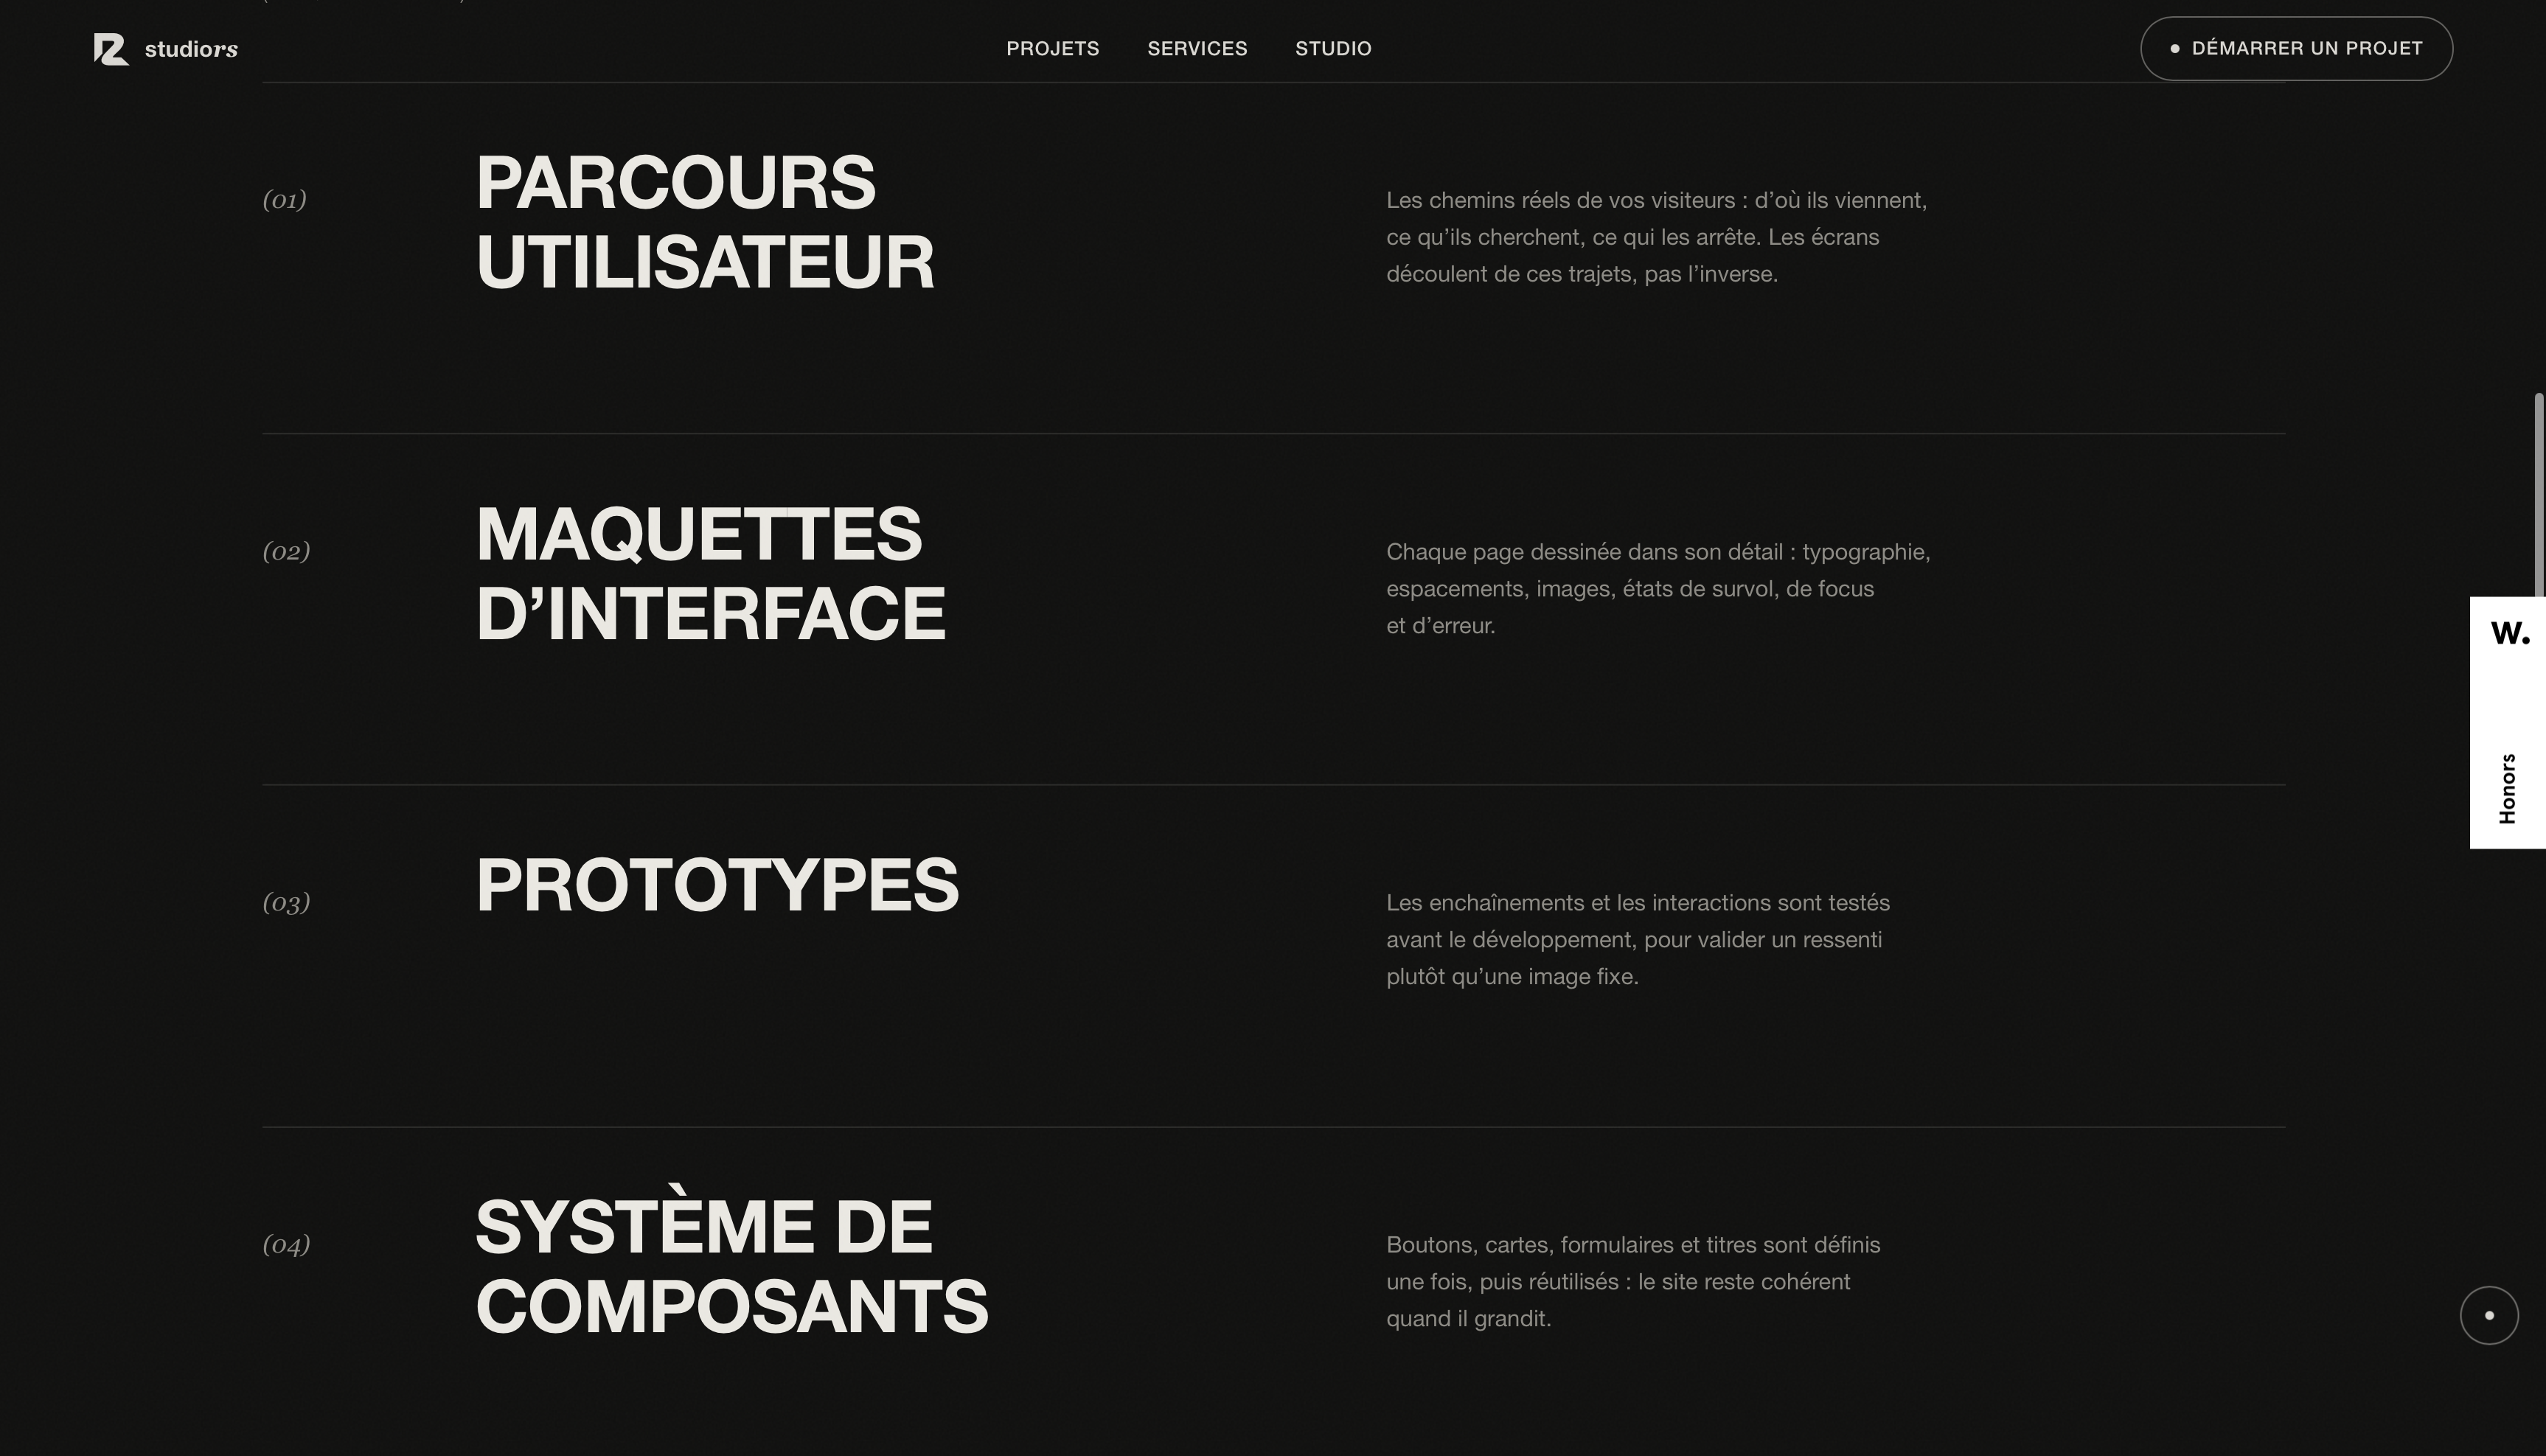 studiors
PROJETS
SERVICES
STUDIO
DÉMARRER UN PROJET
(01)
PARCOURS
UTILISATEUR
Les chemins réels de vos visiteurs : d’où ils viennent,
ce qu’ils cherchent, ce qui les arrête. Les écrans
découlent de ces trajets, pas l’inverse.
(02)
MAQUETTES
D’INTERFACE
Chaque page dessinée dans son détail : typographie,
espacements, images, états de survol, de focus
et d’erreur.
W.
Honors
(03)
PROTOTYPES
Les enchaînements et les interactions sont testés
avant le développement, pour valider un ressenti
plutôt qu’une image fixe.
(04)
SYSTÈME DE
COMPOSANTS
Boutons, cartes, formulaires et titres sont définis
une fois, puis réutilisés : le site reste cohérent
quand il grandit.